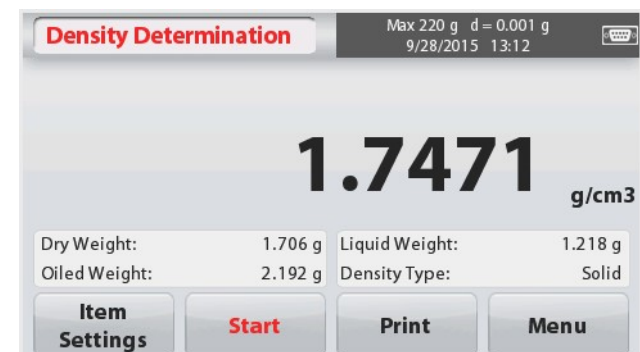 Density Determination
Max 220 g d = 0.001 g
9/28/2015 13:12
1.7471 g/cm3
Dry Weight: 1.706 g Liquid Weight: 1.218 g
Oiled Weight: 2.192 g Density Type: Solid
Item Settings
Start
Print
Menu